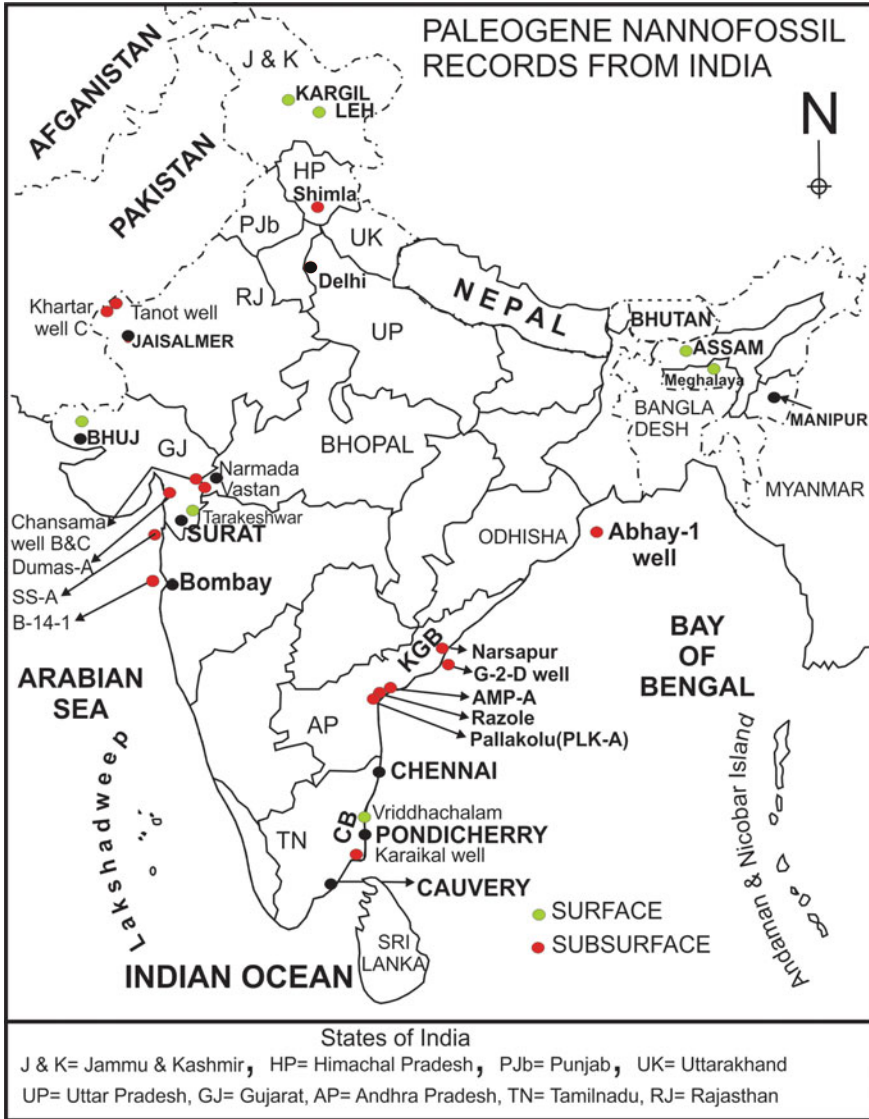 PALEOGENE NANNOFOSSIL
RECORDS FROM INDIA
AFGANISTAN
J & K
KARGIL
LEH
N
PAKISTAN
HP
Shimla
PJb
UK
Delhi
NEPAL
RJ
Khartar
well C
Tanot well
JAISALMER
UP
BHUTAN
ASSAM
Meghalaya
BANGLA
DESH
MANIPUR
BHUJ
GJ
BHOPAL
Narmada
Vastan
MYANMAR
Chansama
well B&C
Tarakeshwar
SURAT
Dumas-A
ODHISHA
Abhay-1
well
SS-A
Bombay
B-14-1
KGB
Narsapur
G-2-D well
BAY
OF
BENGAL
ARABIAN
SEA
AMP-A
Razole
Pallakolu(PLK-A)
AP
Lakshadweep
CHENNAI
Andaman & Nicobar Island
Vriddhachalam
CB
TN
PONDICHERRY
Karaikal well
CAUVERY
SURFACE
SUBSURFACE
SRI
LANKA
INDIAN OCEAN
States of India
J & K= Jammu & Kashmir, HP= Himachal Pradesh, PJb= Punjab, UK= Uttarakhand
UP= Uttar Pradesh, GJ= Gujarat, AP= Andhra Pradesh, TN= Tamilnadu, RJ= Rajasthan